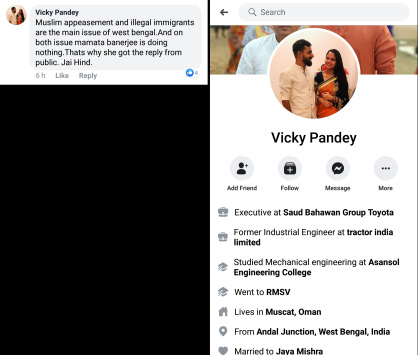 Vicky Pandey
Muslim appeasement and illegal immigrants
are the main issue of west bengal.And on
both issue mamata banerjee is doing
nothing.Thats why she got the reply from
public. Jai Hind.
6 h Like Reply 4
Search
Vicky Pandey
Add Friend Follow Message More
Executive at Saud Bahawan Group Toyota
Former Industrial Engineer at tractor india
limited
Studied Mechanical engineering at Asansol
Engineering College
Went to RMSV
Lives in Muscat, Oman
From Andal Junction, West Bengal, India
Married to Jaya Mishra